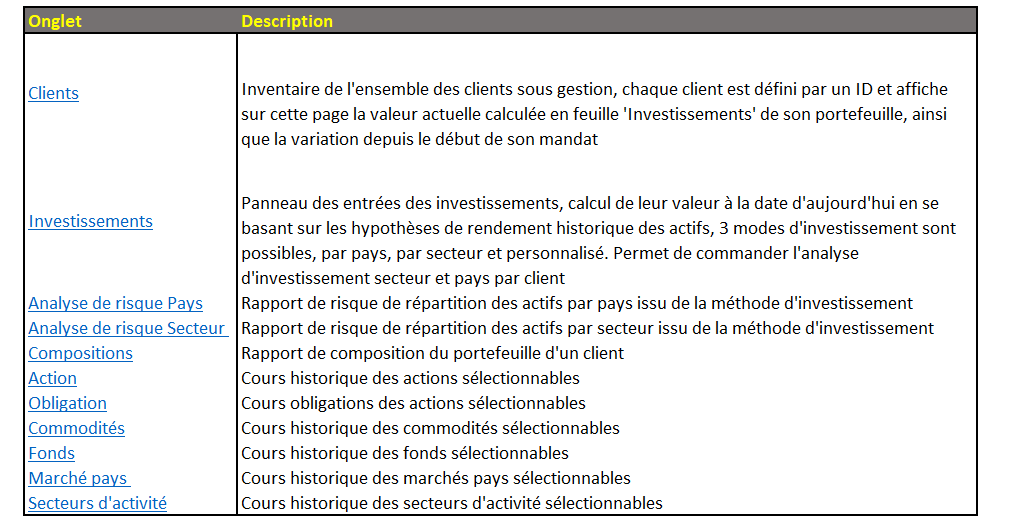 Onglet Description
Clients
Inventaire de l'ensemble des clients sous gestion, chaque client est défini par un ID et affiche
sur cette page la valeur actuelle calculée en feuille 'Investissements' de son portefeuille, ainsi
que la variation depuis le début de son mandat
Investissements
Panneau des entrées des investissements, calcul de leur valeur à la date d'aujourd'hui en se
basant sur les hypothèses de rendement historique des actifs, 3 modes d'investissement sont
possibles, par pays, par secteur et personnalisé. Permet de commander l'analyse
d'investissement secteur et pays par client
Analyse de risque Pays Rapport de risque de répartition des actifs par pays issu de la méthode d'investissement
Analyse de risque Secteur Rapport de risque de répartition des actifs par secteur issu de la méthode d'investissement
Compositions Rapport de composition du portefeuille d'un client
Action Cours historique des actions sélectionnables
Obligation Cours obligations des actions sélectionnables
Commodités Cours historique des commodités sélectionnables
Fonds Cours historique des fonds sélectionnables
Marché pays Cours historique des marchés pays sélectionnables
Secteurs d'activité Cours historique des secteurs d'activité sélectionnables